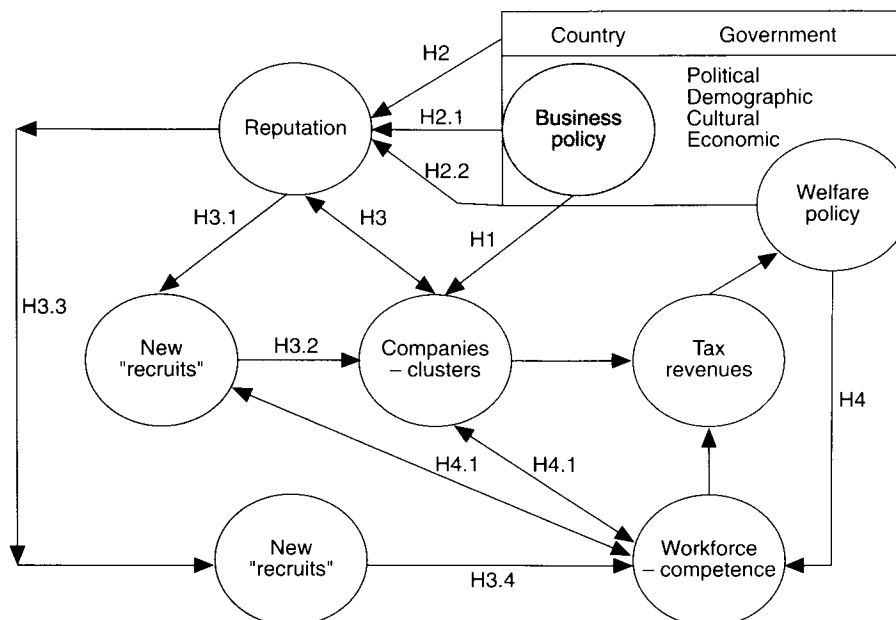 Country
Government
H2
Political
Demographic
Cultural
Economic
Reputation
H2.1
Business
policy
H2.2
Welfare
policy
H3.1
H3
H1
H3.3
New
"recruits"
H3.2
Companies
– clusters
Tax
revenues
H4
H4.1
H4.1
New
"recruits"
H3.4
Workforce
– competence